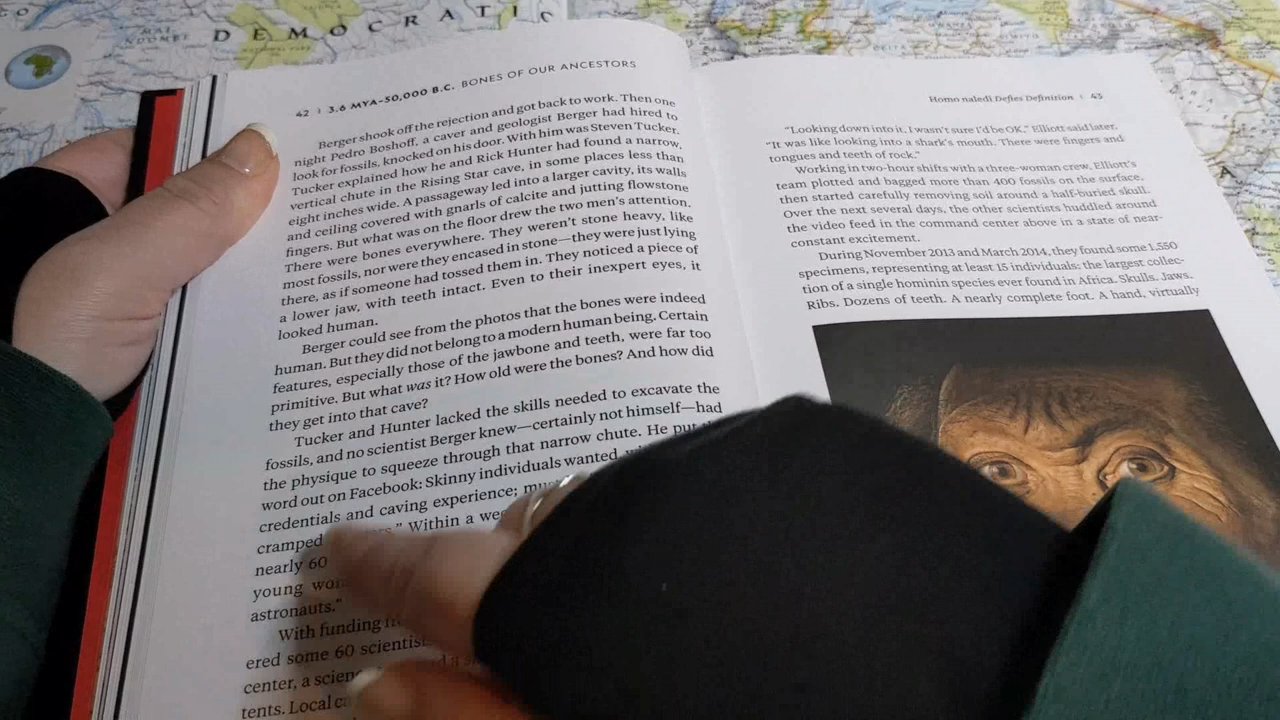 DEMOCRATIC
42 | 3.6 MYA–50,000 B.C. BONES OF OUR ANCESTORS
Berger shook off the rejection and got back to work. Then one
night Pedro Boshoff, a caver and geologist Berger had hired to
look for fossils, knocked on his door. With him was Steven Tucker.
Tucker explained how he and Rick Hunter had found a narrow,
vertical chute in the Rising Star cave, in some places less than
eight inches wide. A passageway led into a larger cavity, its walls
and ceiling covered with gnarls of calcite and jutting flowstone
fingers. But what was on the floor drew the two men's attention.
There were bones everywhere. They weren't stone heavy, like
most fossils, nor were they encased in stone—they were just lying
there, as if someone had tossed them in. They noticed a piece of
a lower jaw, with teeth intact. Even to their inexpert eyes, it
looked human.
Berger could see from the photos that the bones were indeed
human. But they did not belong to a modern human being. Certain
features, especially those of the jawbone and teeth, were far too
primitive. But what was it? How old were the bones? And how did
they get into that cave?
Tucker and Hunter lacked the skills needed to excavate the
fossils, and no scientist Berger knew—certainly not himself—had
the physique to squeeze through that narrow chute. He put
word out on Facebook: Skinny individuals wanted,
credentials and caving experience;
cramped Within a
nearly 60
young
astronauts."
With funding
ered some 60
center, a
tents. Local
Homo naledi Defies Definition | 43
"Looking down into it, I wasn't sure I'd be OK," Elliott said later.
"It was like looking into a shark's mouth. There were fingers and
tongues and teeth of rock."
Working in two-hour shifts with a three-woman crew, Elliott's
team plotted and bagged more than 400 fossils on the surface,
then started carefully removing soil around a half-buried skull.
Over the next several days, the other scientists huddled around
the video feed in the command center above in a state of near-
constant excitement.
During November 2013 and March 2014, they found some 1,550
specimens, representing at least 15 individuals: the largest collec-
tion of a single hominin species ever found in Africa. Skulls. Jaws.
Ribs. Dozens of teeth. A nearly complete foot. A hand, virtually